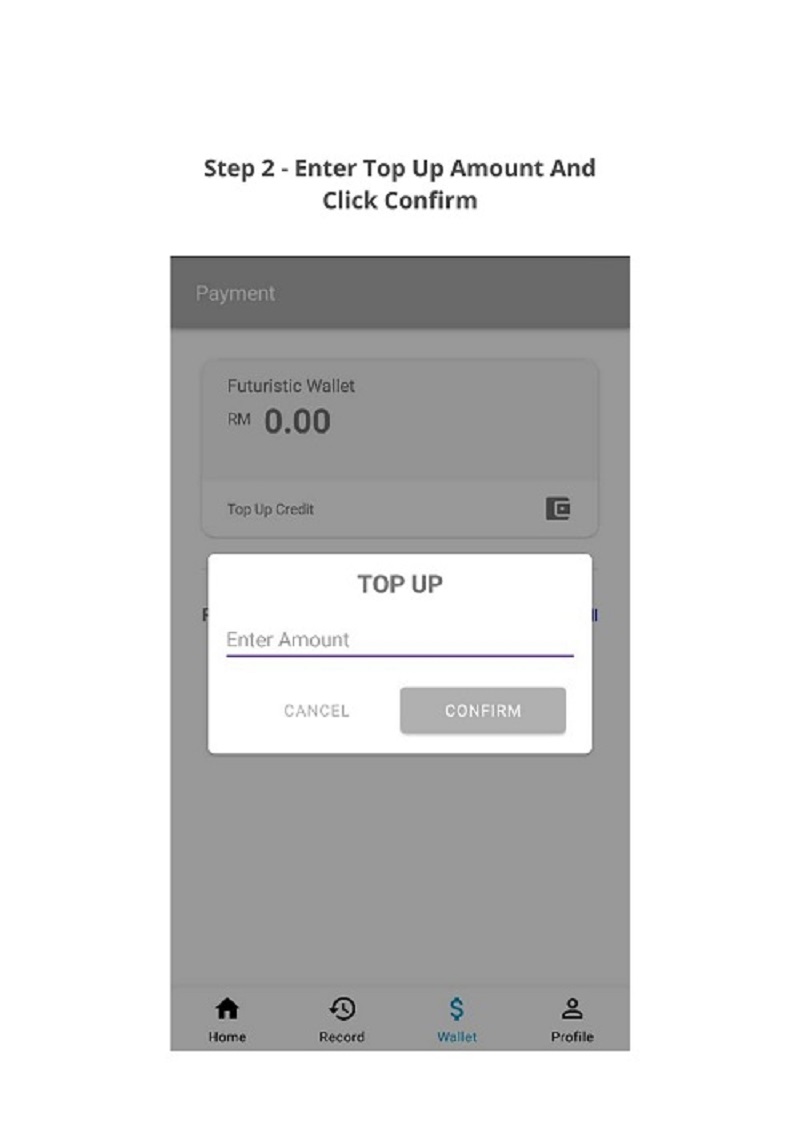 Step 2 - Enter Top Up Amount And
Click Confirm
Payment
Futuristic Wallet
RM 0.00
Top Up Credit
TOP UP
Enter Amount
CANCEL CONFIRM
Home Record Wallet Profile